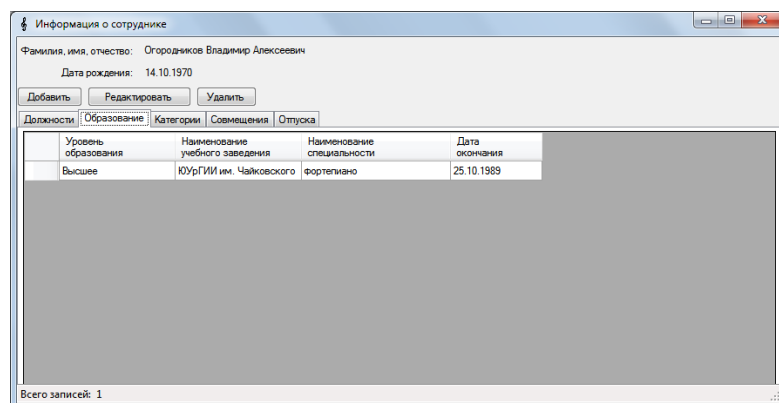 Информация о сотруднике
Фамилия, имя, отчество: Огородников Владимир Алексеевич
Дата рождения: 14.10.1970
Добавить Редактировать Удалить
Должности Образование Категории Совмещения Отпуска
Уровень образования Наименование учебного заведения Наименование специальности Дата окончания
Высшее ЮУрГИИ им. Чайковского фортепиано 25.10.1989
Всего записей: 1